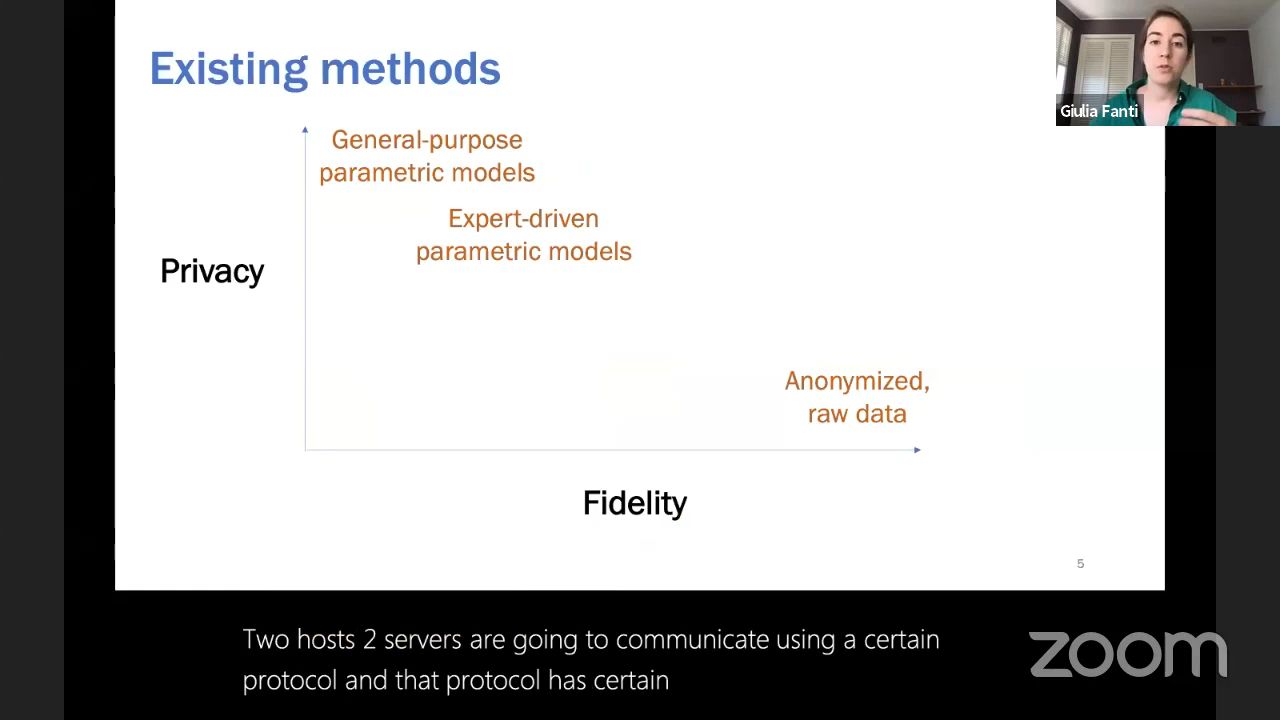 Existing methods
Giulia Fanti
General-purpose
parametric models
Expert-driven
parametric models
Privacy
Anonymized,
raw data
Fidelity
5
Two hosts 2 servers are going to communicate using a certain
protocol and that protocol has certain
zoom